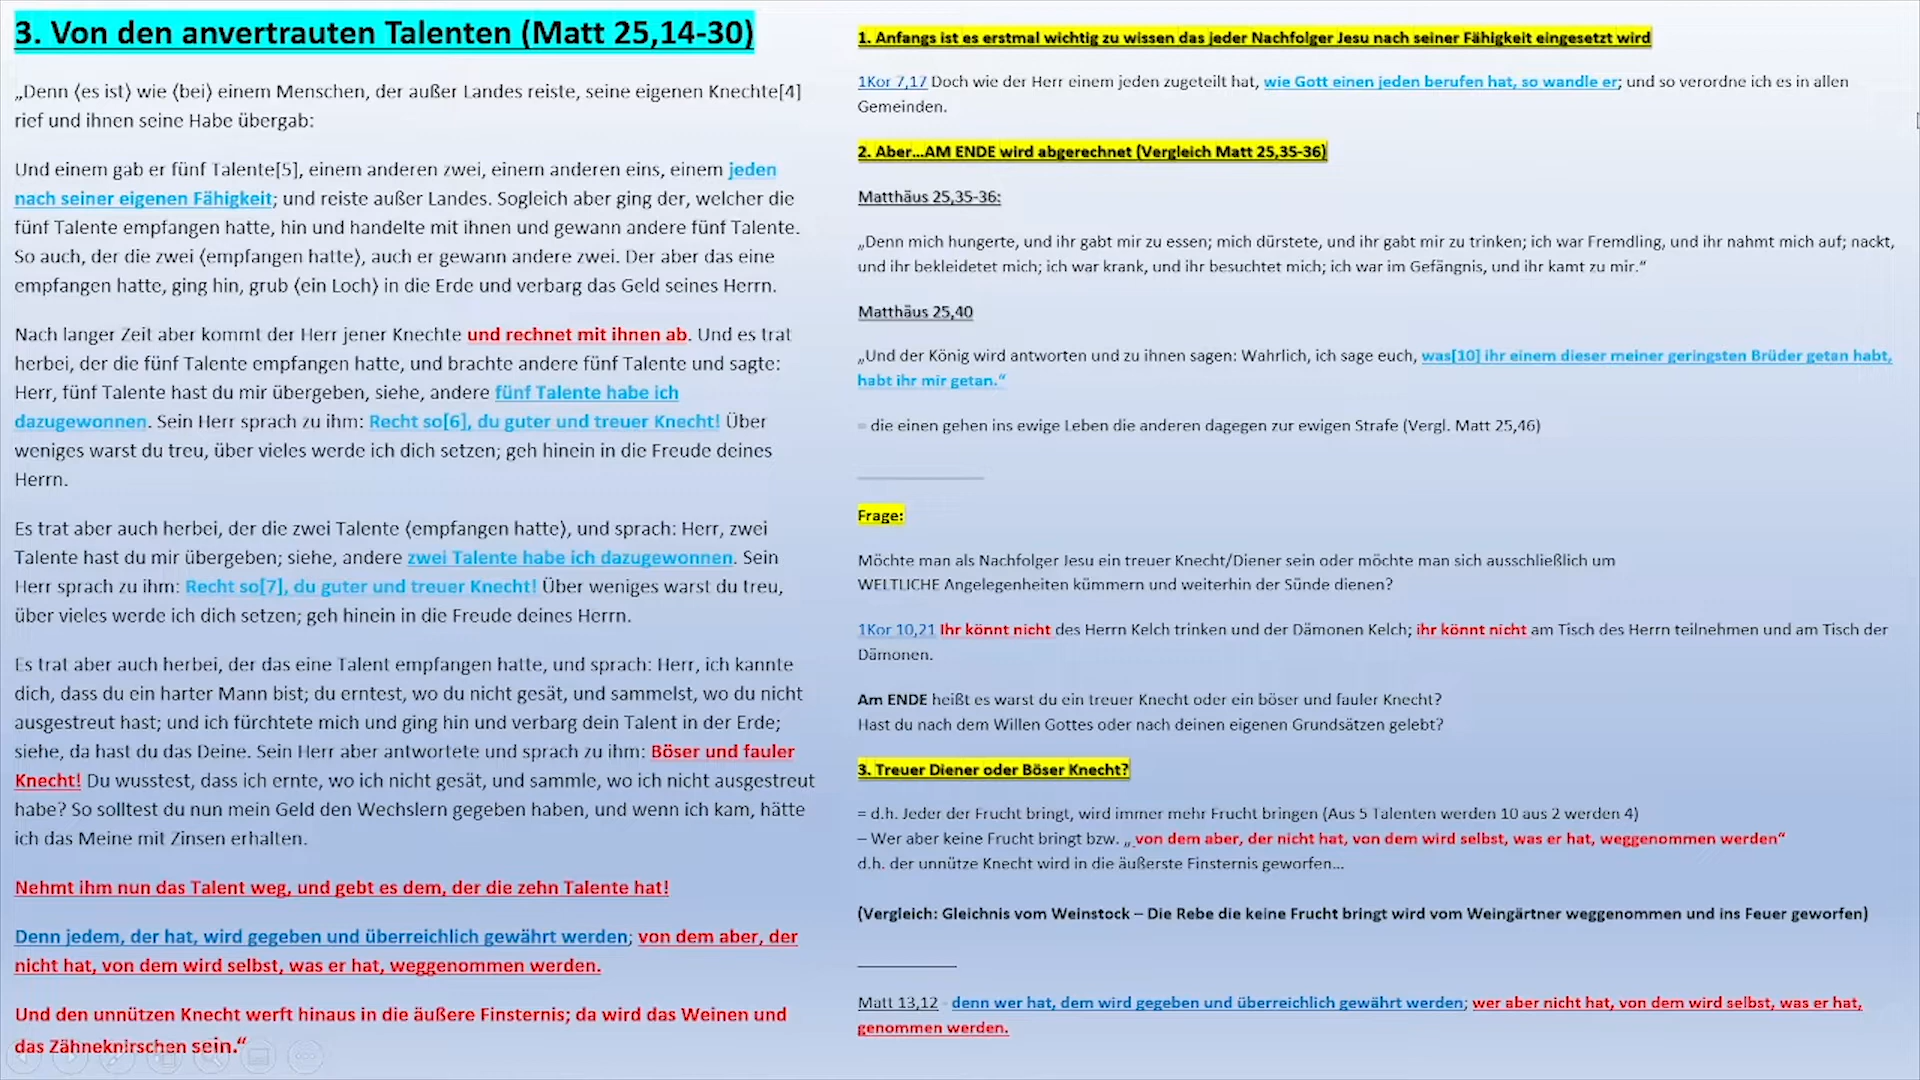 3. Von den anvertrauten Talenten (Matt 25,14-30)
„Denn ⟨es ist⟩ wie ⟨bei⟩ einem Menschen, der außer Landes reiste, seine eigenen Knechte[4]
rief und ihnen seine Habe übergab:
Und einem gab er fünf Talente[5], einem anderen zwei, einem anderen eins, einem jeden
nach seiner eigenen Fähigkeit; und reiste außer Landes. Sogleich aber ging der, welcher die
fünf Talente empfangen hatte, hin und handelte mit ihnen und gewann andere fünf Talente.
So auch, der die zwei ⟨empfangen hatte⟩, auch er gewann andere zwei. Der aber das eine
empfangen hatte, ging hin, grub ⟨ein Loch⟩ in die Erde und verbarg das Geld seines Herrn.
Nach langer Zeit aber kommt der Herr jener Knechte und rechnet mit ihnen ab. Und es trat
herbei, der die fünf Talente empfangen hatte, und brachte andere fünf Talente und sagte:
Herr, fünf Talente hast du mir übergeben, siehe, andere fünf Talente habe ich
dazugewonnen. Sein Herr sprach zu ihm: Recht so[6], du guter und treuer Knecht! Über
weniges warst du treu, über vieles werde ich dich setzen; geh hinein in die Freude deines
Herrn.
Es trat aber auch herbei, der die zwei Talente ⟨empfangen hatte⟩, und sprach: Herr, zwei
Talente hast du mir übergeben; siehe, andere zwei Talente habe ich dazugewonnen. Sein
Herr sprach zu ihm: Recht so[7], du guter und treuer Knecht! Über weniges warst du treu,
über vieles werde ich dich setzen; geh hinein in die Freude deines Herrn.
Es trat aber auch herbei, der das eine Talent empfangen hatte, und sprach: Herr, ich kannte
dich, dass du ein harter Mann bist; du erntest, wo du nicht gesät, und sammelst, wo du nicht
ausgestreut hast; und ich fürchtete mich und ging hin und verbarg dein Talent in der Erde;
siehe, da hast du das Deine. Sein Herr aber antwortete und sprach zu ihm: Böser und fauler
Knecht! Du wusstest, dass ich ernte, wo ich nicht gesät, und sammle, wo ich nicht ausgestreut
habe? So solltest du nun mein Geld den Wechslern gegeben haben, und wenn ich kam, hätte
ich das Meine mit Zinsen erhalten.
Nehmt ihm nun das Talent weg, und gebt es dem, der die zehn Talente hat!
Denn jedem, der hat, wird gegeben und überreichlich gewährt werden; von dem aber, der
nicht hat, von dem wird selbst, was er hat, weggenommen werden.
Und den unnützen Knecht werft hinaus in die äußere Finsternis; da wird das Weinen und
das Zähneknirschen sein.“
1. Anfangs ist es erstmal wichtig zu wissen das jeder Nachfolger Jesu nach seiner Fähigkeit eingesetzt wird
1Kor 7,17 Doch wie der Herr einem jeden zugeteilt hat, wie Gott einen jeden berufen hat, so wandle er; und so verordne ich es in allen
Gemeinden.
2. Aber...AM ENDE wird abgerechnet (Vergleich Matt 25,35-36)
Matthäus 25,35-36:
„Denn mich hungerte, und ihr gabt mir zu essen; mich dürstete, und ihr gabt mir zu trinken; ich war Fremdling, und ihr nahmt mich auf; nackt,
und ihr bekleidetet mich; ich war krank, und ihr besuchtet mich; ich war im Gefängnis, und ihr kamt zu mir.“
Matthäus 25,40
„Und der König wird antworten und zu ihnen sagen: Wahrlich, ich sage euch, was[10] ihr einem dieser meiner geringsten Brüder getan habt,
habt ihr mir getan.“
= die einen gehen ins ewige Leben die anderen dagegen zur ewigen Strafe (Vergl. Matt 25,46)
Frage:
Möchte man als Nachfolger Jesu ein treuer Knecht/Diener sein oder möchte man sich ausschließlich um
WELTLICHE Angelegenheiten kümmern und weiterhin der Sünde dienen?
1Kor 10,21 Ihr könnt nicht des Herrn Kelch trinken und der Dämonen Kelch; ihr könnt nicht am Tisch des Herrn teilnehmen und am Tisch der
Dämonen.
Am ENDE heißt es warst du ein treuer Knecht oder ein böser und fauler Knecht?
Hast du nach dem Willen Gottes oder nach deinen eigenen Grundsätzen gelebt?
3. Treuer Diener oder Böser Knecht?
= d.h. Jeder der Frucht bringt, wird immer mehr Frucht bringen (Aus 5 Talenten werden 10 aus 2 werden 4)
– Wer aber keine Frucht bringt bzw. „ von dem aber, der nicht hat, von dem wird selbst, was er hat, weggenommen werden“
d.h. der unnütze Knecht wird in die äußerste Finsternis geworfen...
(Vergleich: Gleichnis vom Weinstock – Die Rebe die keine Frucht bringt wird vom Weingärtner weggenommen und ins Feuer geworfen)
Matt 13,12 - denn wer hat, dem wird gegeben und überreichlich gewährt werden; wer aber nicht hat, von dem wird selbst, was er hat,
genommen werden.